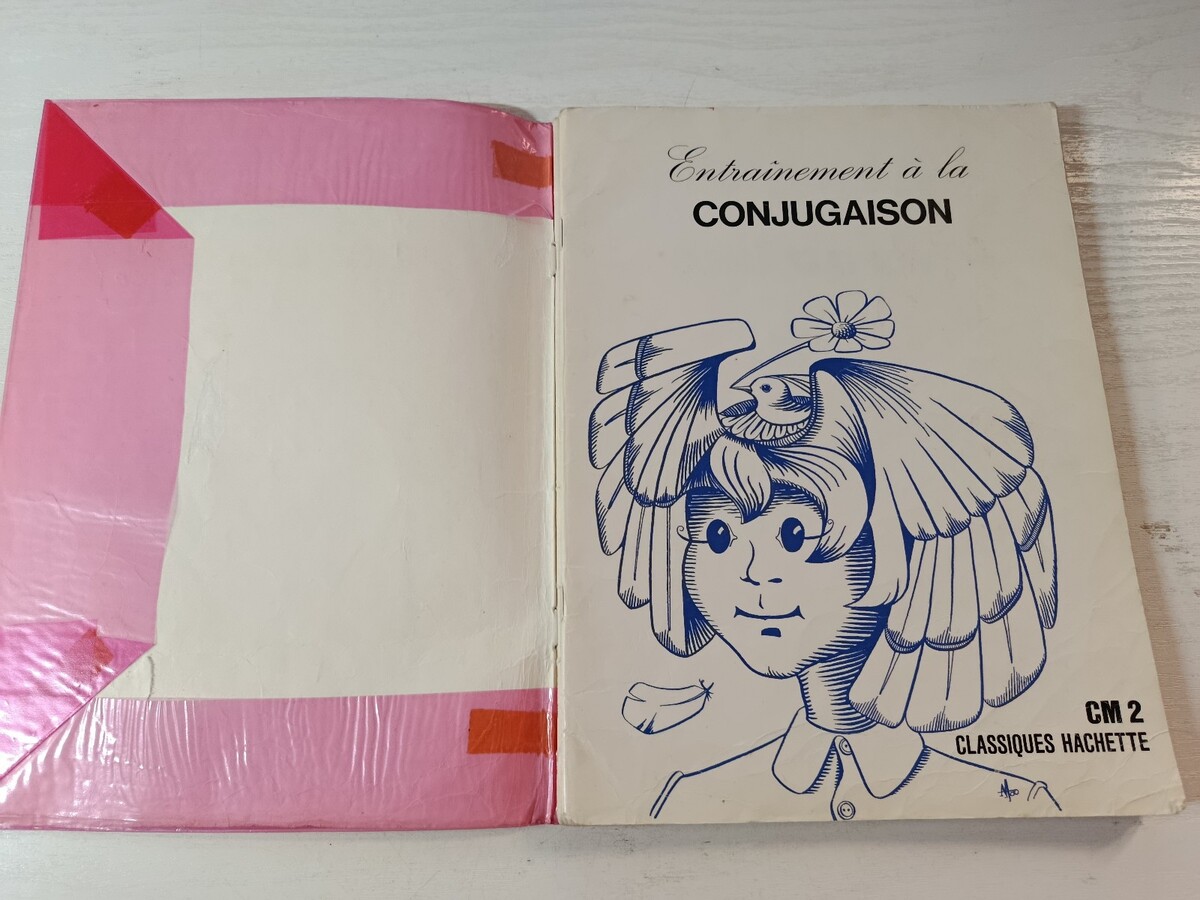 Entraînement à la
CONJUGAISON
CM 2
CLASSIQUES HACHETTE